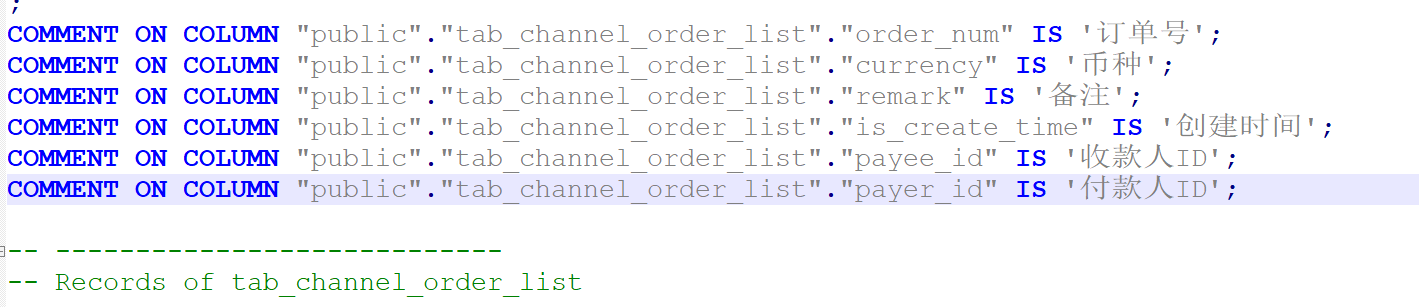 ;
COMMENT ON COLUMN "public"."tab_channel_order_list"."order_num" IS '订单号';
COMMENT ON COLUMN "public"."tab_channel_order_list"."currency" IS '币种';
COMMENT ON COLUMN "public"."tab_channel_order_list"."remark" IS '备注';
COMMENT ON COLUMN "public"."tab_channel_order_list"."is_create_time" IS '创建时间';
COMMENT ON COLUMN "public"."tab_channel_order_list"."payee_id" IS '收款人ID';
COMMENT ON COLUMN "public"."tab_channel_order_list"."payer_id" IS '付款人ID';
-- ----------------------------
-- Records of tab_channel_order_list